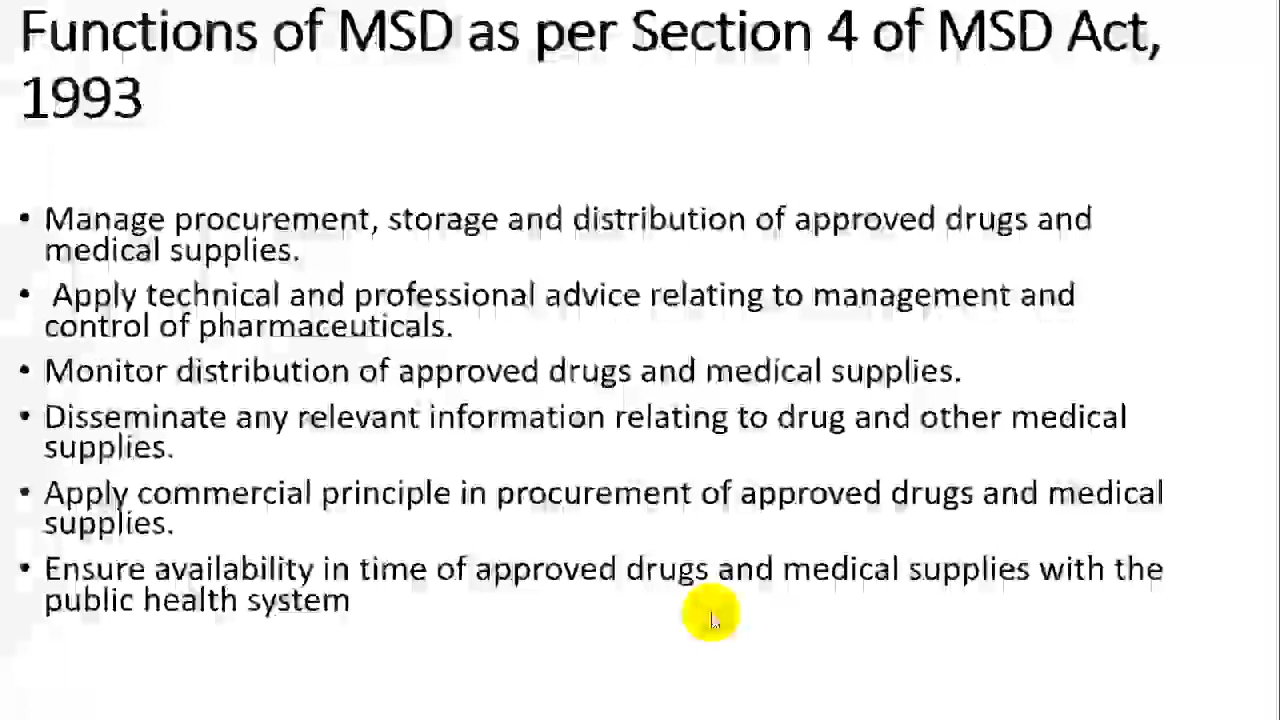 Functions of MSD as per Section 4 of MSD Act,
1993
• Manage procurement, storage and distribution of approved drugs and
medical supplies.
• Apply technical and professional advice relating to management and
control of pharmaceuticals.
• Monitor distribution of approved drugs and medical supplies.
• Disseminate any relevant information relating to drug and other medical
supplies.
• Apply commercial principle in procurement of approved drugs and medical
supplies.
• Ensure availability in time of approved drugs and medical supplies with the
public health system